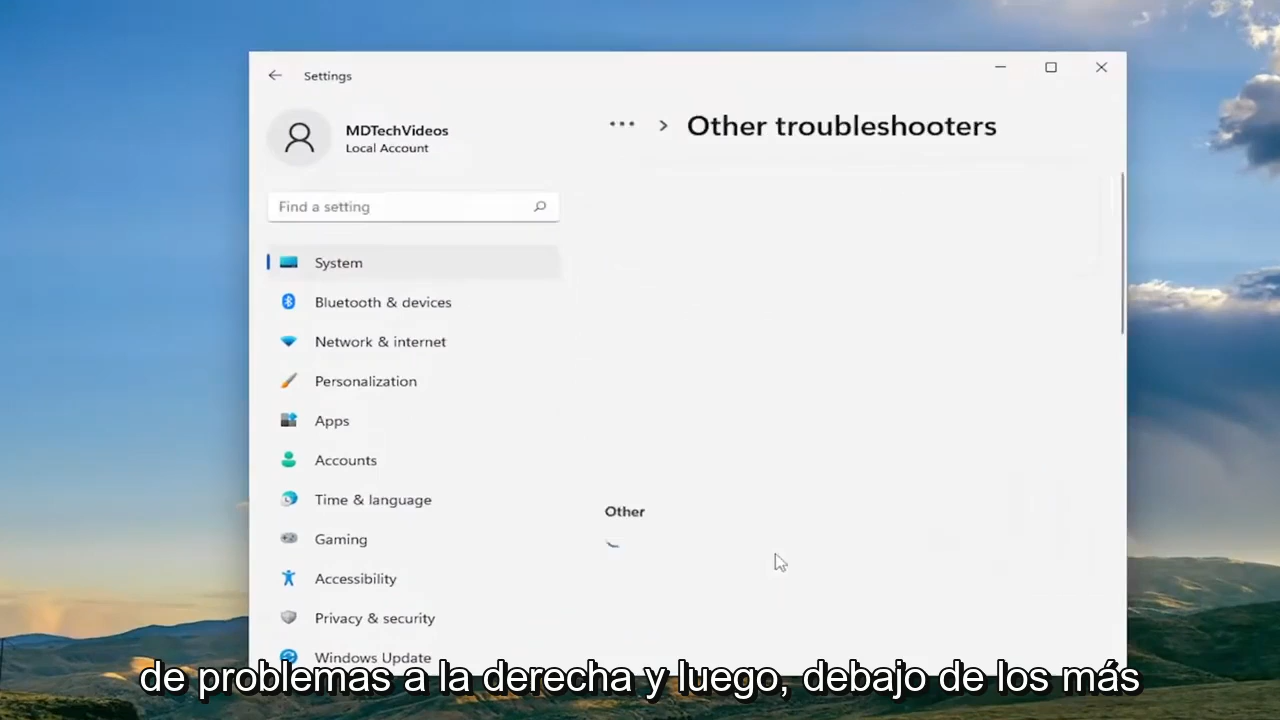 Settings
MDTechVideos
Local Account
Find a setting
System
Bluetooth & devices
Network & internet
Personalization
Apps
Accounts
Time & language
Gaming
Accessibility
Privacy & security
Windows Update
... > Other troubleshooters
Other
de problemas a la derecha y luego, debajo de los más